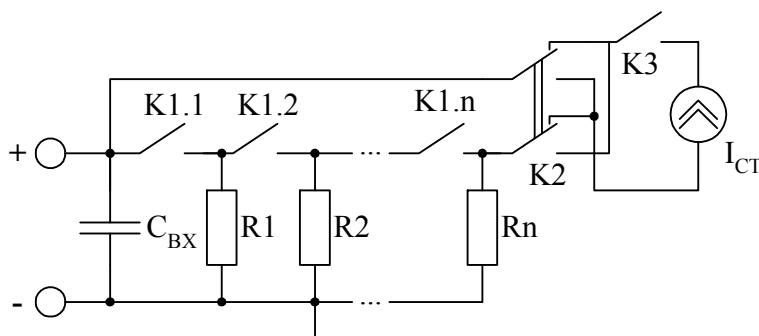 K3
K1.1 K1.2 K1.n
+
K2
I_CT
C_BX R1 R2 Rn
... 
-
...